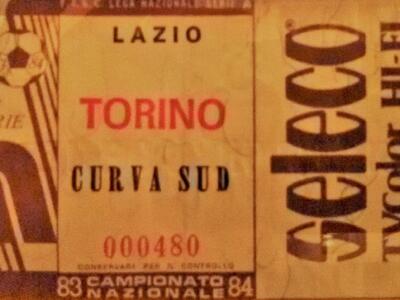 F.I.G.C. LEGA NAZIONALE SERIE A
LAZIO
TORINO
CURVA SUD
000480
CONSERVARE PER IL CONTROLLO
83 CAMPIONATO NAZIONALE 84
seleco®
TVcolor HI-FI